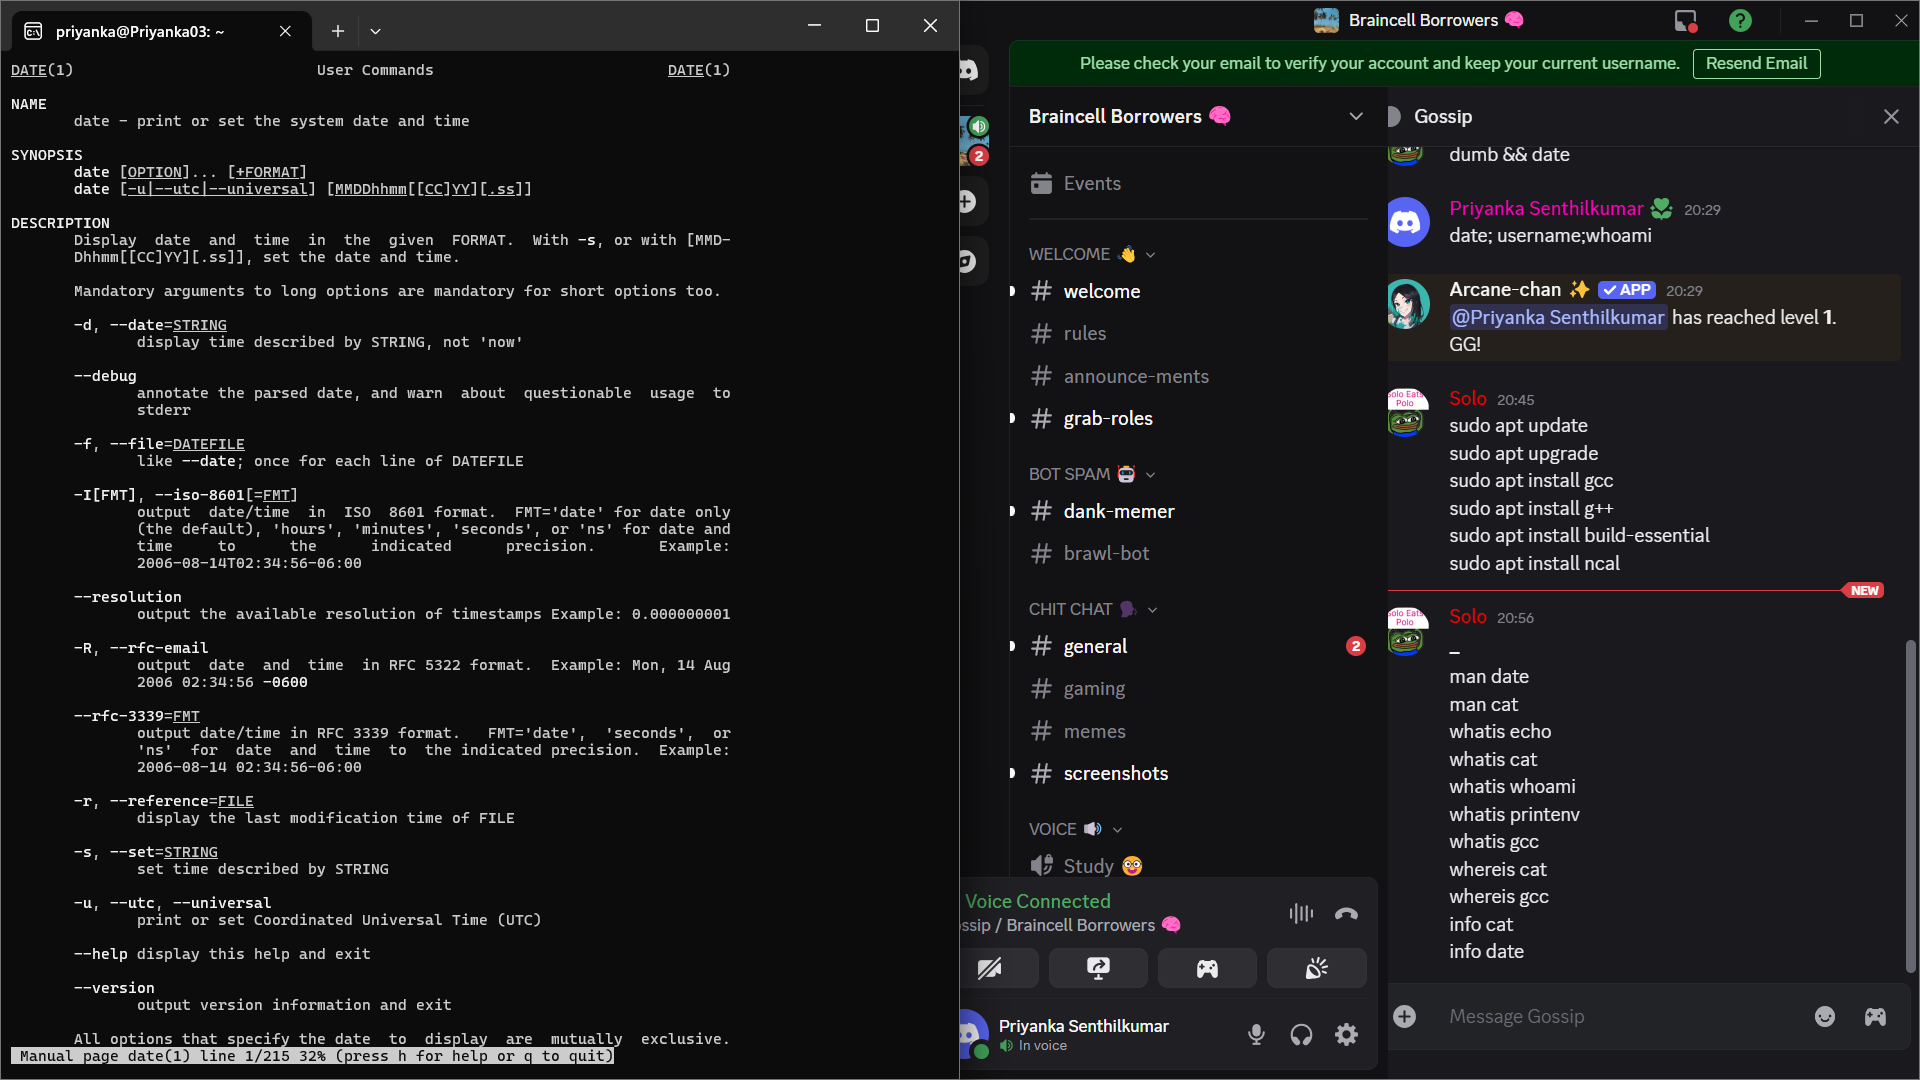 priyanka@Priyanka03: ~
DATE(1) User Commands DATE(1)
NAME
date - print or set the system date and time
SYNOPSIS
date [OPTION]... [+FORMAT]
date [-u|--utc|--universal] [MMDDhhmm[[CC]YY][.ss]]
DESCRIPTION
Display date and time in the given FORMAT. With -s, or with [MMD-
Dhhmm[[CC]YY][.ss]], set the date and time.
Mandatory arguments to long options are mandatory for short options too.
-d, --date=STRING
display time described by STRING, not 'now'
--debug
annotate the parsed date, and warn about questionable usage to
stderr
-f, --file=DATEFILE
like --date; once for each line of DATEFILE
-I[FMT], --iso-8601[=FMT]
output date/time in ISO 8601 format. FMT='date' for date only
(the default), 'hours', 'minutes', 'seconds', or 'ns' for date and
time to the indicated precision. Example:
2006-08-14T02:34:56-06:00
--resolution
output the available resolution of timestamps Example: 0.000000001
-R, --rfc-email
output date and time in RFC 5322 format. Example: Mon, 14 Aug
2006 02:34:56 -0600
--rfc-3339=FMT
output date/time in RFC 3339 format. FMT='date', 'seconds', or
'ns' for date and time to the indicated precision. Example:
2006-08-14 02:34:56-06:00
-r, --reference=FILE
display the last modification time of FILE
-s, --set=STRING
set time described by STRING
-u, --utc, --universal
print or set Coordinated Universal Time (UTC)
--help display this help and exit
--version
output version information and exit
All options that specify the date to display are mutually exclusive.
Manual page date(1) line 1/215 32% (press h for help or q to quit)
Braincell Borrowers 🧠
Please check your email to verify your account and keep your current username. Resend Email
2
Braincell Borrowers 🧠
Events
WELCOME 👋
welcome
rules
announce-ments
grab-roles
BOT SPAM 🤖
dank-memer
brawl-bot
CHIT CHAT 🗣
general 2
gaming
memes
screenshots
VOICE 🔊
Study 🤓
Voice Connected
ssip / Braincell Borrowers 🧠
Priyanka Senthilkumar
In voice
Gossip
dumb && date
Priyanka Senthilkumar 20:29
date; username;whoami
Arcane-chan ✨ APP 20:29
@Priyanka Senthilkumar has reached level 1.
GG!
Solo Eats
Polo
Solo 20:45
sudo apt update
sudo apt upgrade
sudo apt install gcc
sudo apt install g++
sudo apt install build-essential
sudo apt install ncal
NEW
Solo Eats
Polo
Solo 20:56
_
man date
man cat
whatis echo
whatis cat
whatis whoami
whatis printenv
whatis gcc
whereis cat
whereis gcc
info cat
info date
Message Gossip